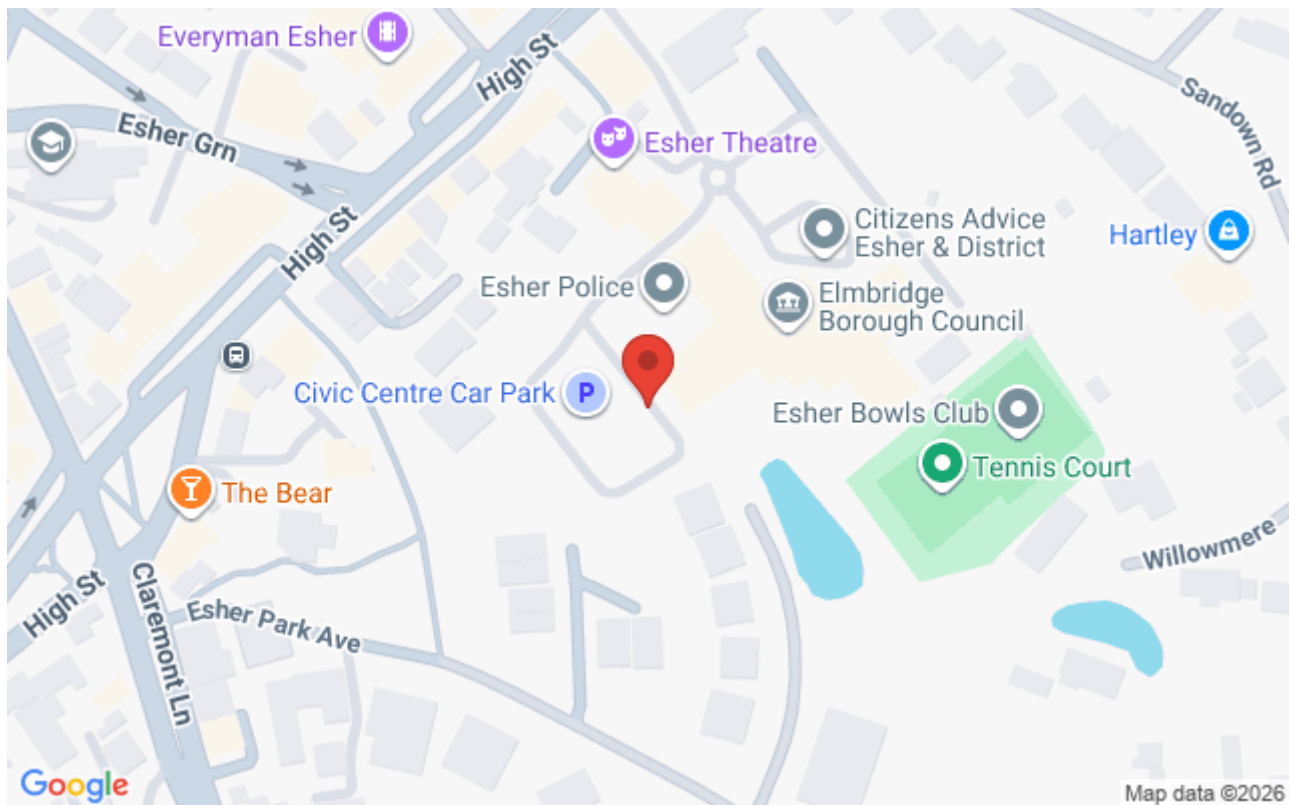 Everyman Esher
High St
Esher Grn
Esher Theatre
Sandown Rd
Citizens Advice
Esher & District
Hartley
High St
Esher Police
Elmbridge
Borough Council
P
Civic Centre Car Park
Esher Bowls Club
Tennis Court
The Bear
Willowmere
High St
Claremont Ln
Esher Park Ave
Google
Map data ©2026